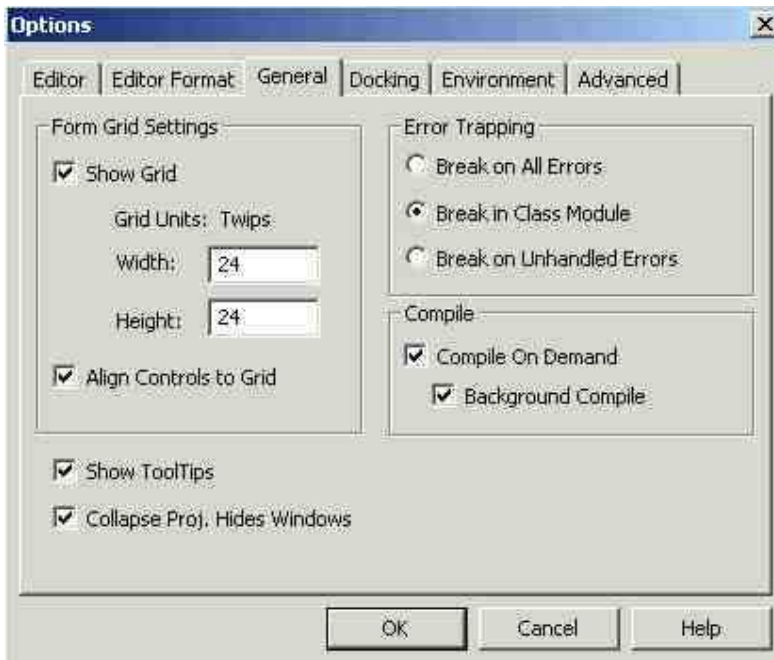 Options
Editor
Editor Format
General
Docking
Environment
Advanced
Form Grid Settings
Show Grid
Grid Units: Twips
Width: 24
Height: 24
Align Controls to Grid
Show ToolTips
Collapse Proj. Hides Windows
Error Trapping
Break on All Errors
Break in Class Module
Break on Unhandled Errors
Compile
Compile On Demand
Background Compile
OK
Cancel
Help